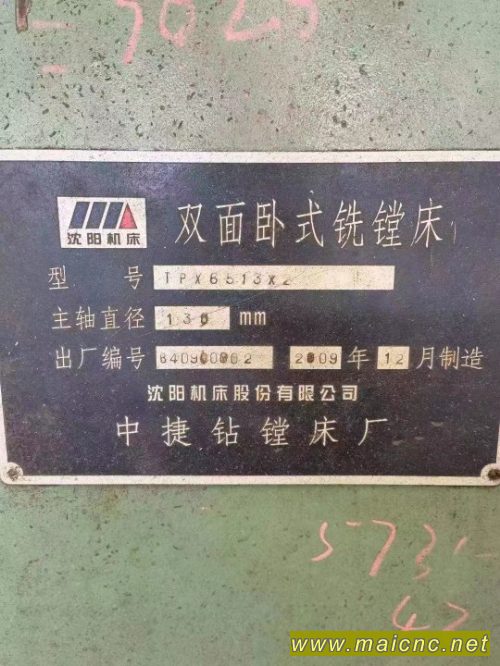 沈阳机床
双面卧式铣镗床
型 号 TPX6513X2
主轴直径 130 mm
出厂编号 84090002 2009 年 12 月制造
沈阳机床股份有限公司
中捷钻镗床厂
5731-
www.maicnc.net